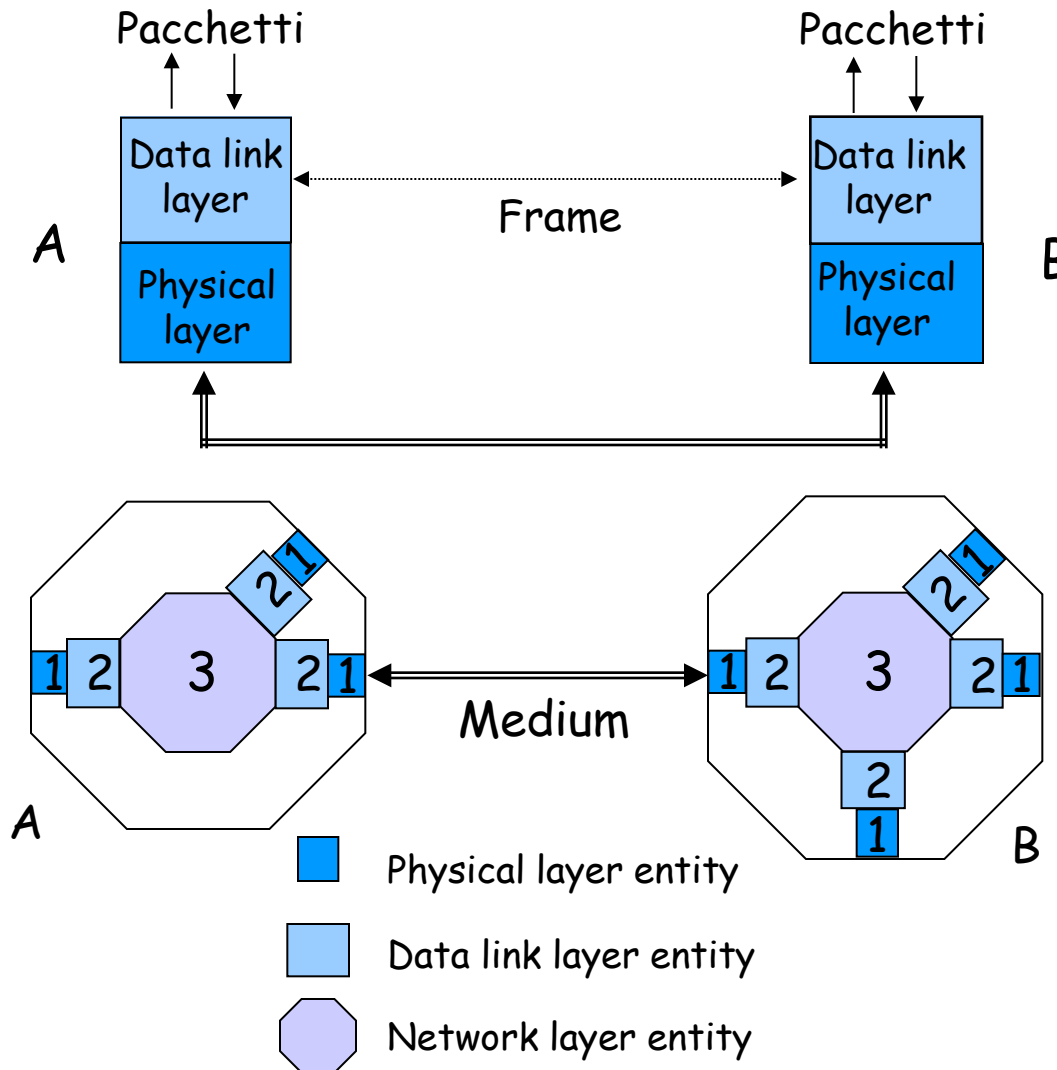 Pacchetti
Pacchetti
Data link
layer
Data link
layer
Frame
A
B
Physical
layer
Physical
layer
1
2
3
2
1
2
1
Medium
1
2
3
2
1
2
1
2
1
A
B
Physical layer entity
Data link layer entity
Network layer entity